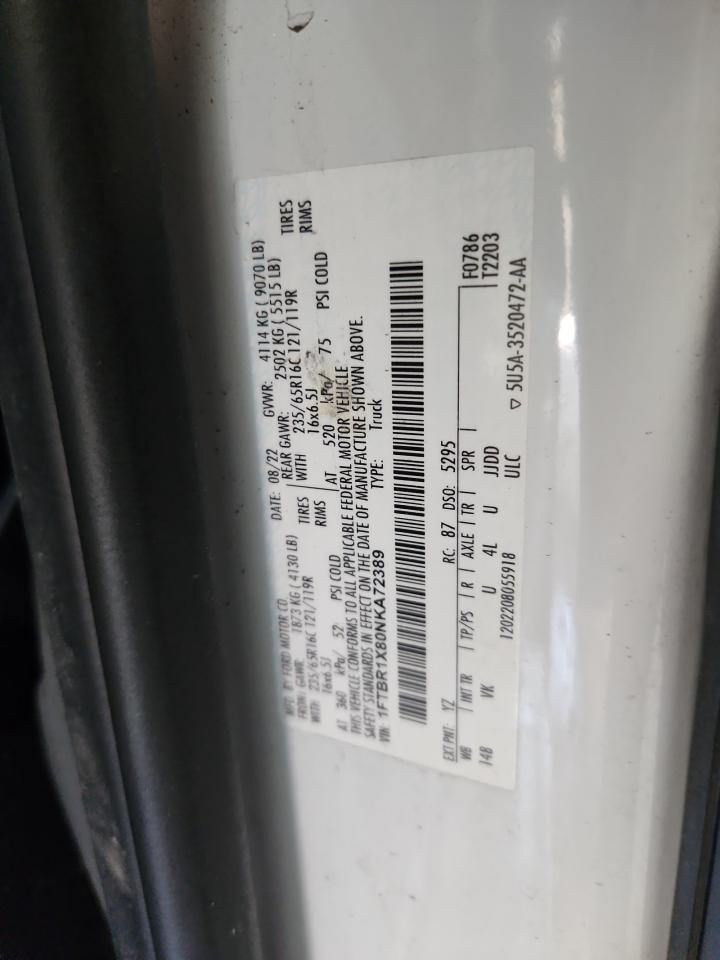 MFD. BY FORD MOTOR CO.
DATE: 08/22 GVWR: 4114 KG ( 9070 LB)
FRONT GAWR: 1873 KG ( 4130 LB)
REAR GAWR: 2502 KG ( 5515 LB)
WITH 235/65R16C 121/119R TIRES
WITH 235/65R16C 121/119R TIRES
16x6.5J RIMS
16x6.5J RIMS
AT 360 kPa/ 52 PSI COLD
AT 520 kPa/ 75 PSI COLD
THIS VEHICLE CONFORMS TO ALL APPLICABLE FEDERAL MOTOR VEHICLE
SAFETY STANDARDS IN EFFECT ON THE DATE OF MANUFACTURE SHOWN ABOVE.
VIN: 1FTBR1X80NKA72389 TYPE: Truck
EXT PNT: YZ RC: 87 DSO: 5295
WB INT TR TP/PS R AXLE TR SPR F0786
14B VK U 4L U JJDD T2203
1202208055918 ULC
▽ 5U5A-3520472-AA